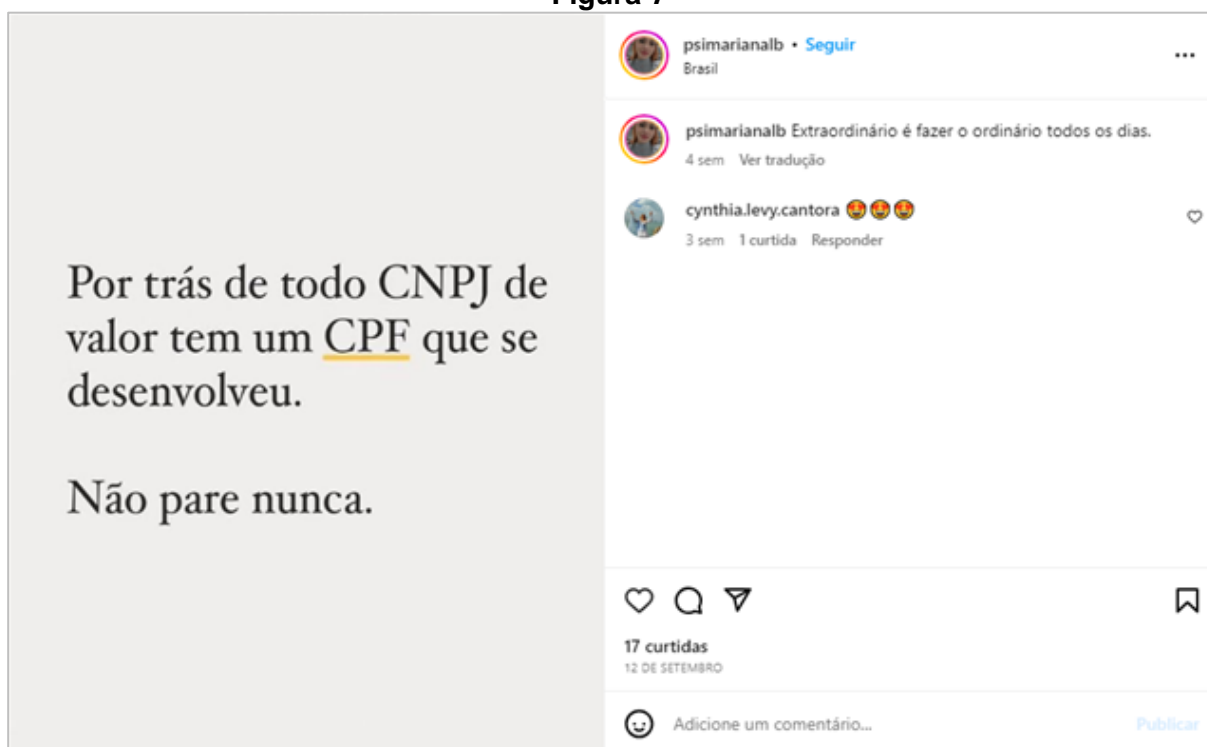 Figura 7
Por trás de todo CNPJ de
valor tem um CPF que se
desenvolveu.
Não pare nunca.
psimarianalb • Seguir
Brasil
psimarianalb Extraordinário é fazer o ordinário todos os dias.
4 sem Ver tradução
cynthia.levy.cantora 🤩🤩🤩
3 sem 1 curtida Responder
17 curtidas
12 DE SETEMBRO
Adicione um comentário...
Publicar